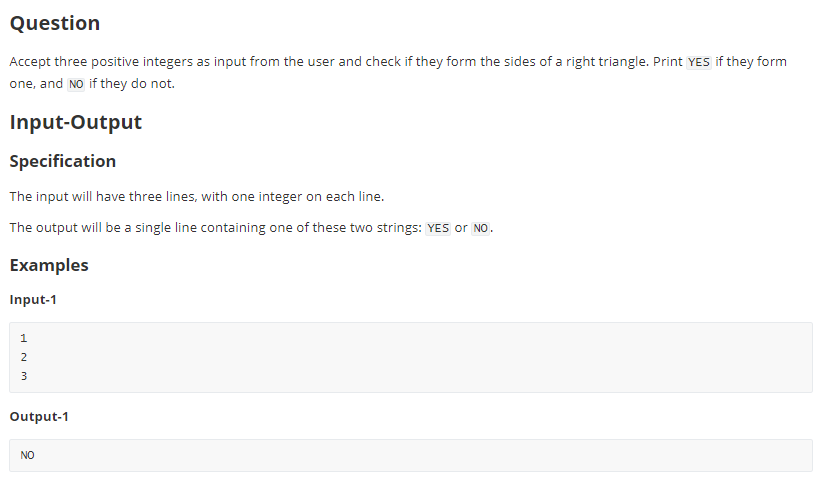 Question
Accept three positive integers as input from the user and check if they form the sides of a right triangle. Print YES if they form
one, and NO if they do not.
Input-Output
Specification
The input will have three lines, with one integer on each line.
The output will be a single line containing one of these two strings: YES or NO.
Examples
Input-1
1
2
3
Output-1
NO